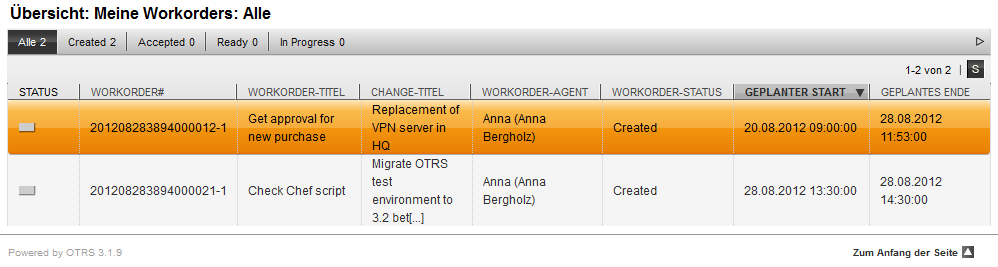 Übersicht: Meine Workorders: Alle
Alle 2 Created 2 Accepted 0 Ready 0 In Progress 0
1-2 von 2 | S
STATUS WORKORDER# WORKORDER-TITEL CHANGE-TITEL WORKORDER-AGENT WORKORDER-STATUS GEPLANTER START ▼ GEPLANTES ENDE
201208283894000012-1
Get approval for
new purchase
Replacement of
VPN server in
HQ
Anna (Anna
Bergholz)
Created
20.08.2012 09:00:00
28.08.2012
11:53:00
201208283894000021-1
Check Chef script
Migrate OTRS
test
environment to
3.2 bet[...]
Anna (Anna
Bergholz)
Created
28.08.2012 13:30:00
28.08.2012
14:30:00
Powered by OTRS 3.1.9
Zum Anfang der Seite